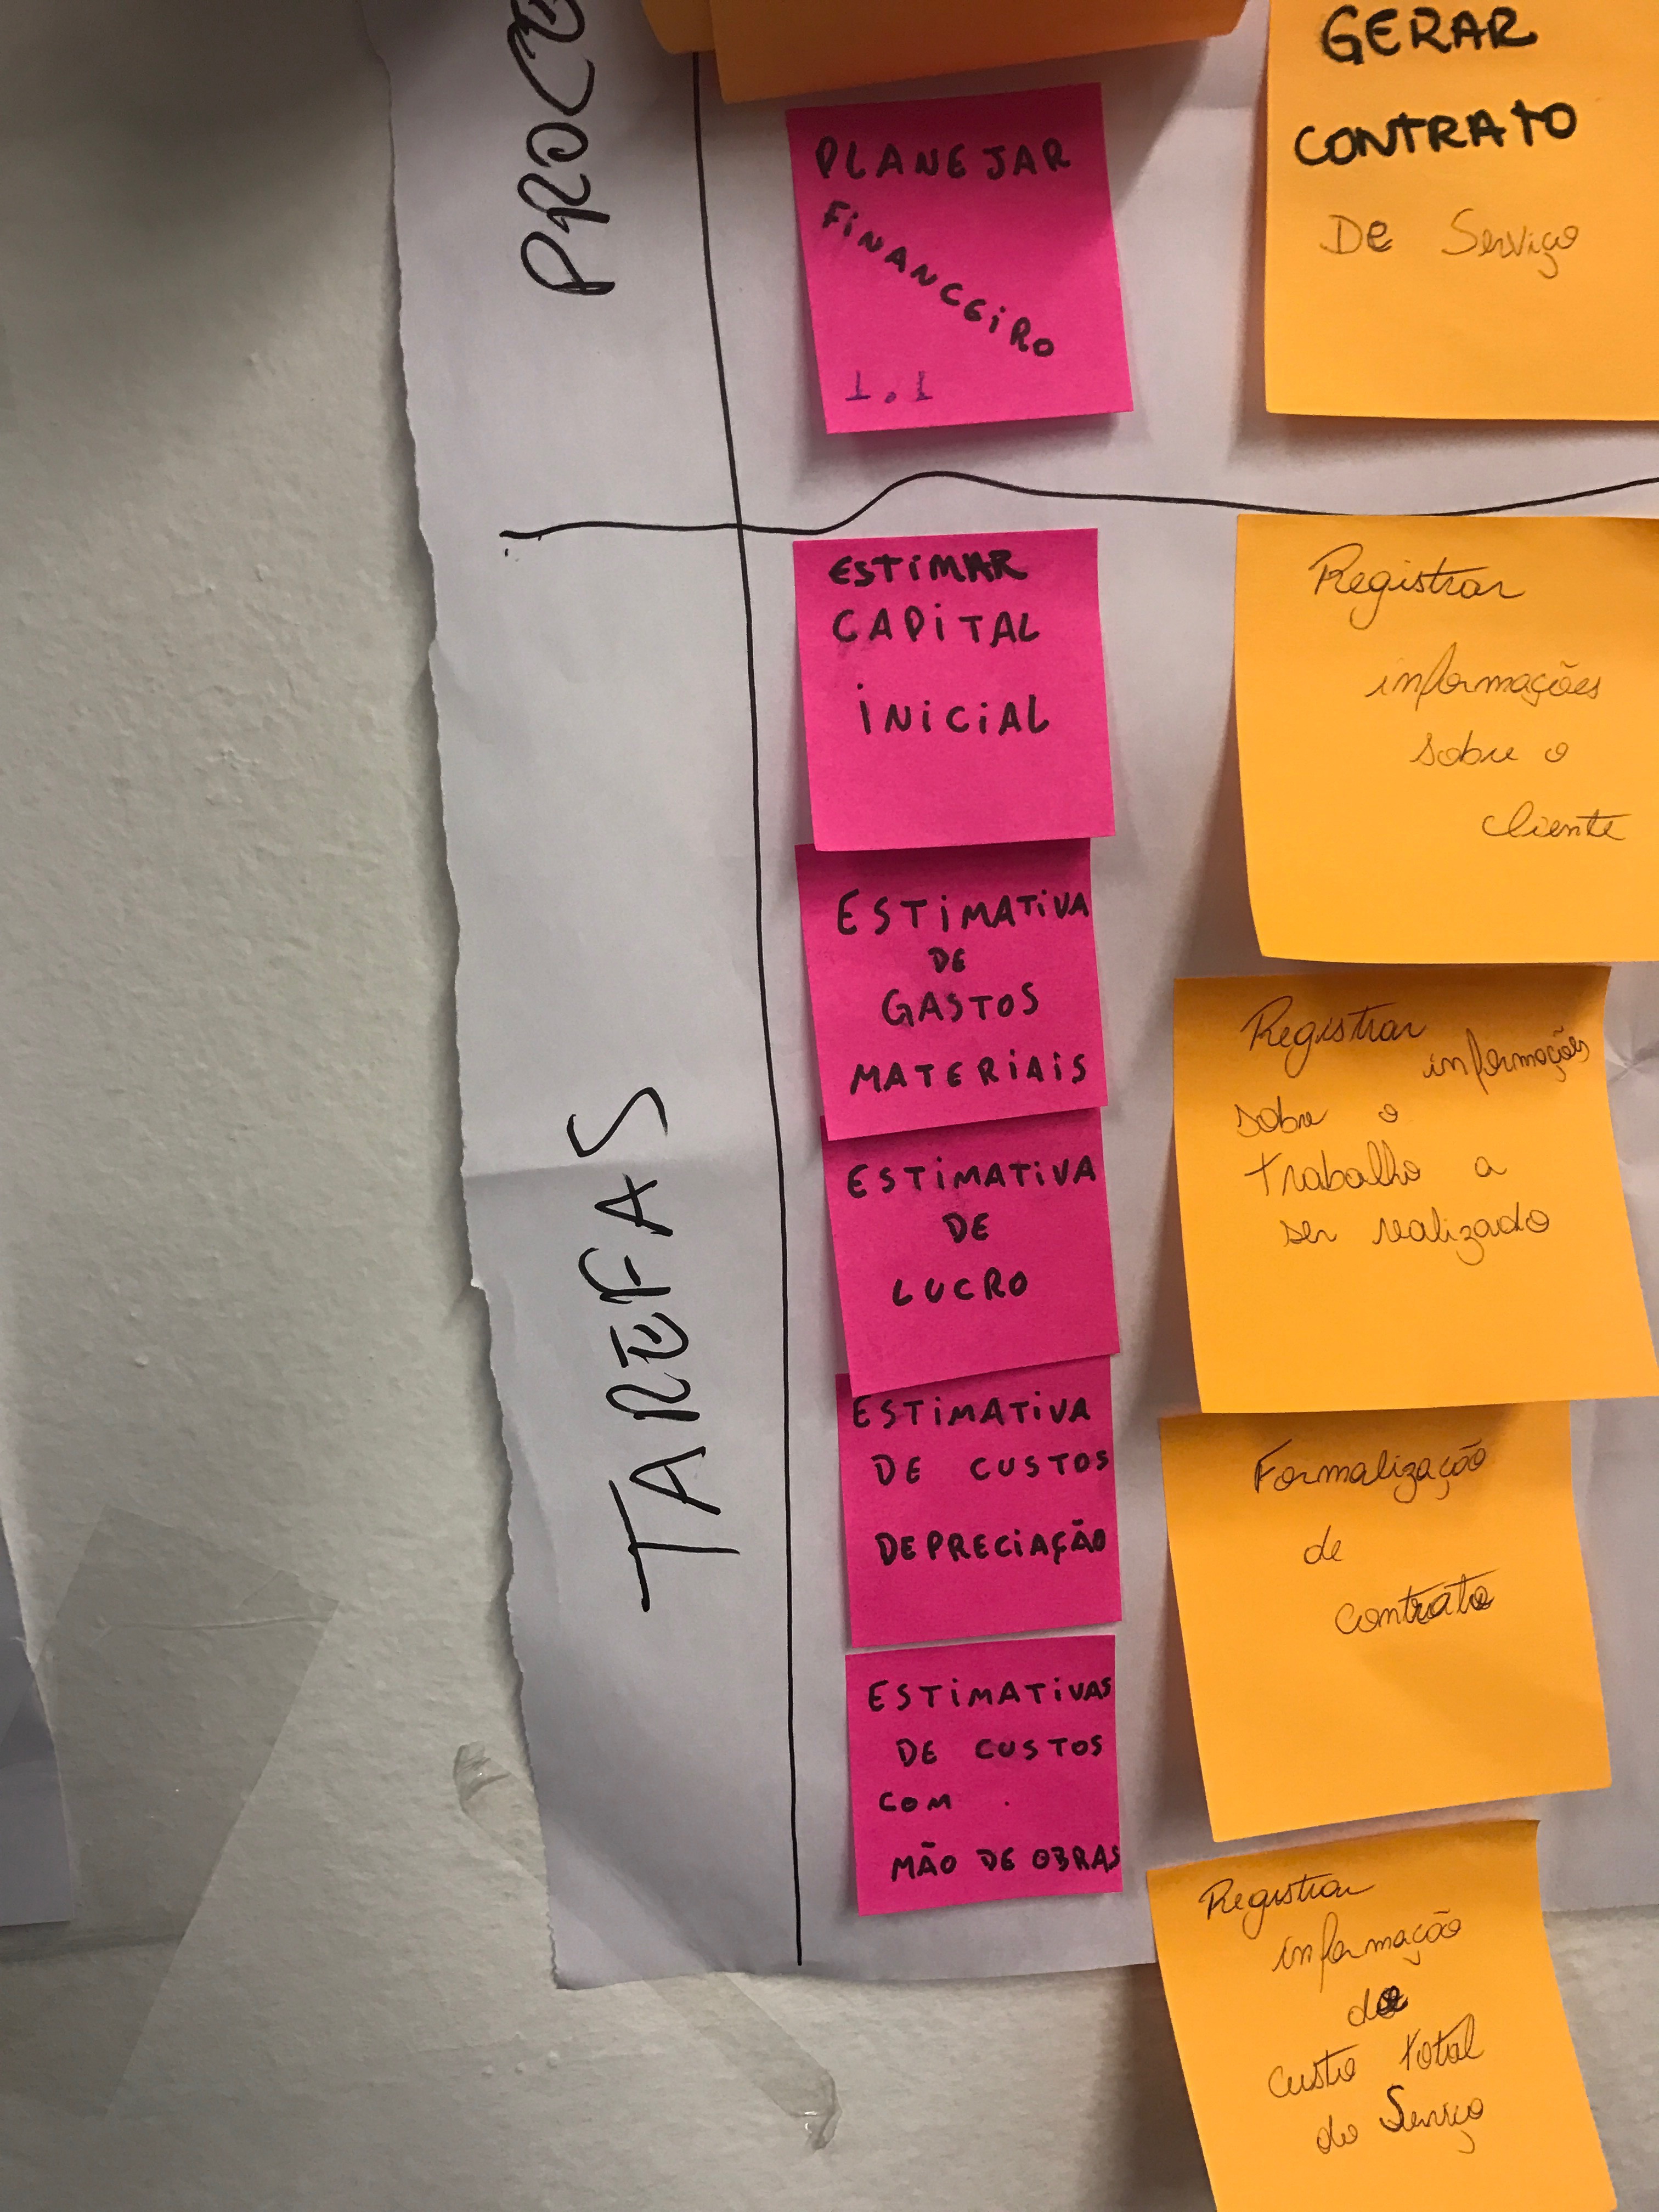 PROCE
PLANEJAR
FINANCEIRO
1.1
GERAR
CONTRATO
De Serviço
TAREFAS
ESTIMAR
CAPITAL
INICIAL
ESTIMATIVA
DE
GASTOS
MATERIAIS
ESTIMATIVA
DE
LUCRO
ESTIMATIVA
DE CUSTOS
DEPRECIAÇÃO
ESTIMATIVAS
DE CUSTOS
COM
MÃO DE OBRAS
Registrar
informações
sobre o
cliente
Registrar informações
sobre o
trabalho a
ser realizado
Formalização
de
contrato
Registrar
informação
do
custo total
do Serviço